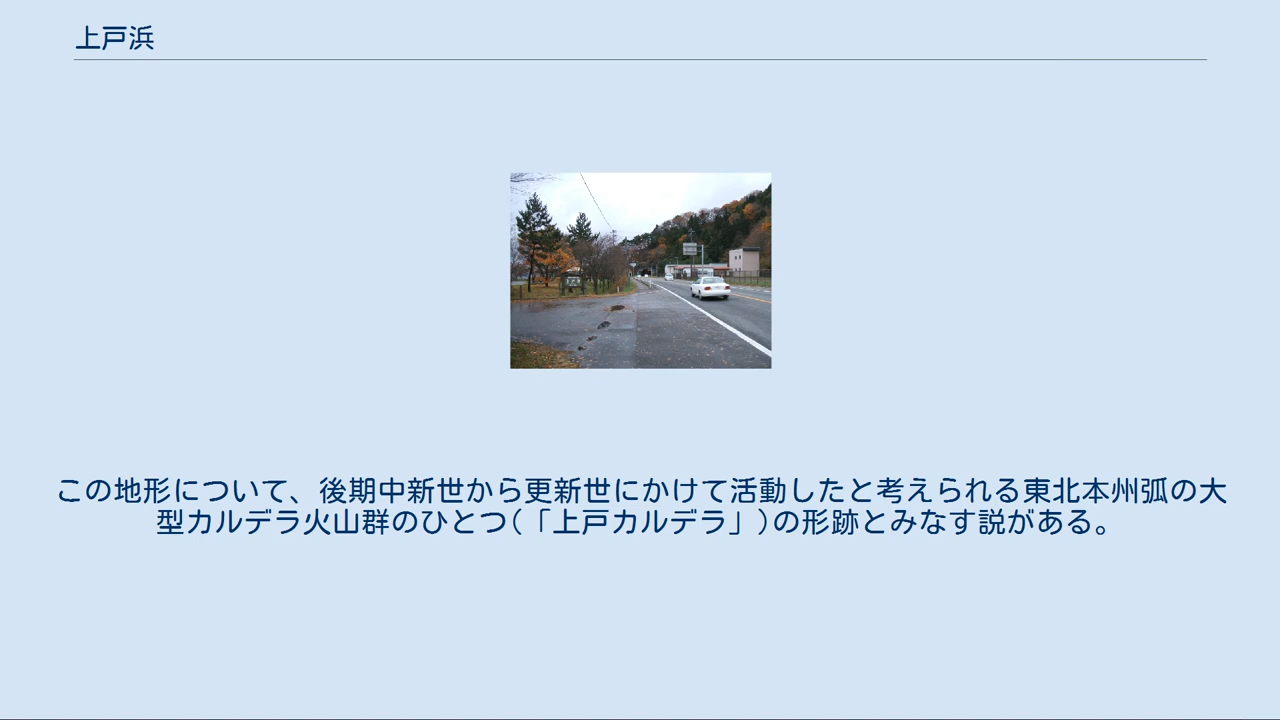 上戸浜
この地形について、後期中新世から更新世にかけて活動したと考えられる東北本州弧の大
型カルデラ火山群のひとつ(「上戸カルデラ」)の形跡とみなす説がある。